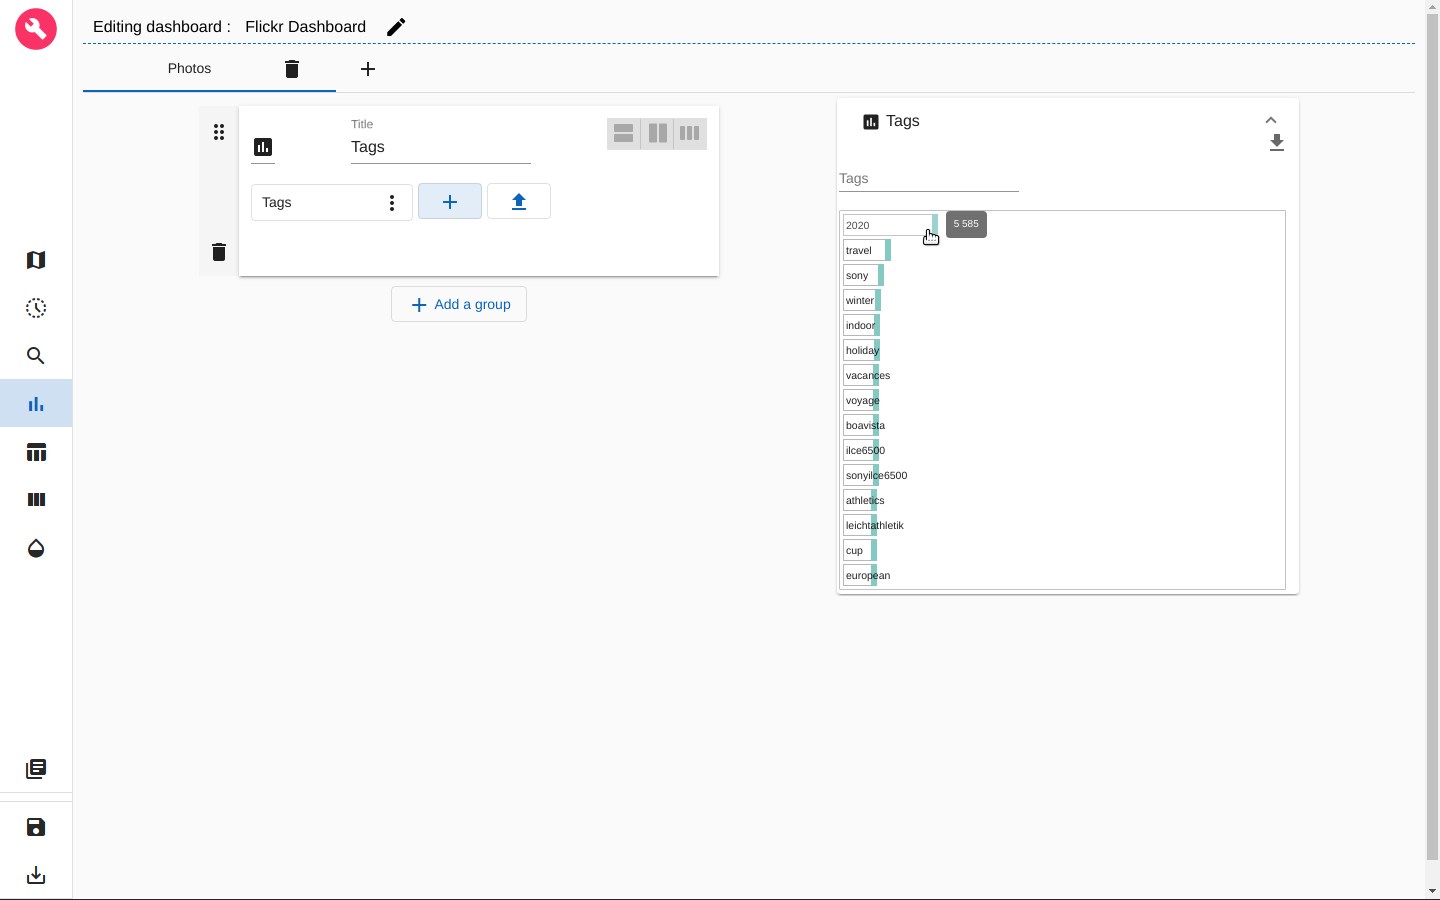 Editing dashboard : Flickr Dashboard
Photos
Title
Tags
Tags
Add a group
Tags
Tags
2020
5 585
travel
sony
winter
indoor
holiday
vacances
voyage
boavista
ilce6500
sonyilce6500
athletics
leichtathletik
cup
european